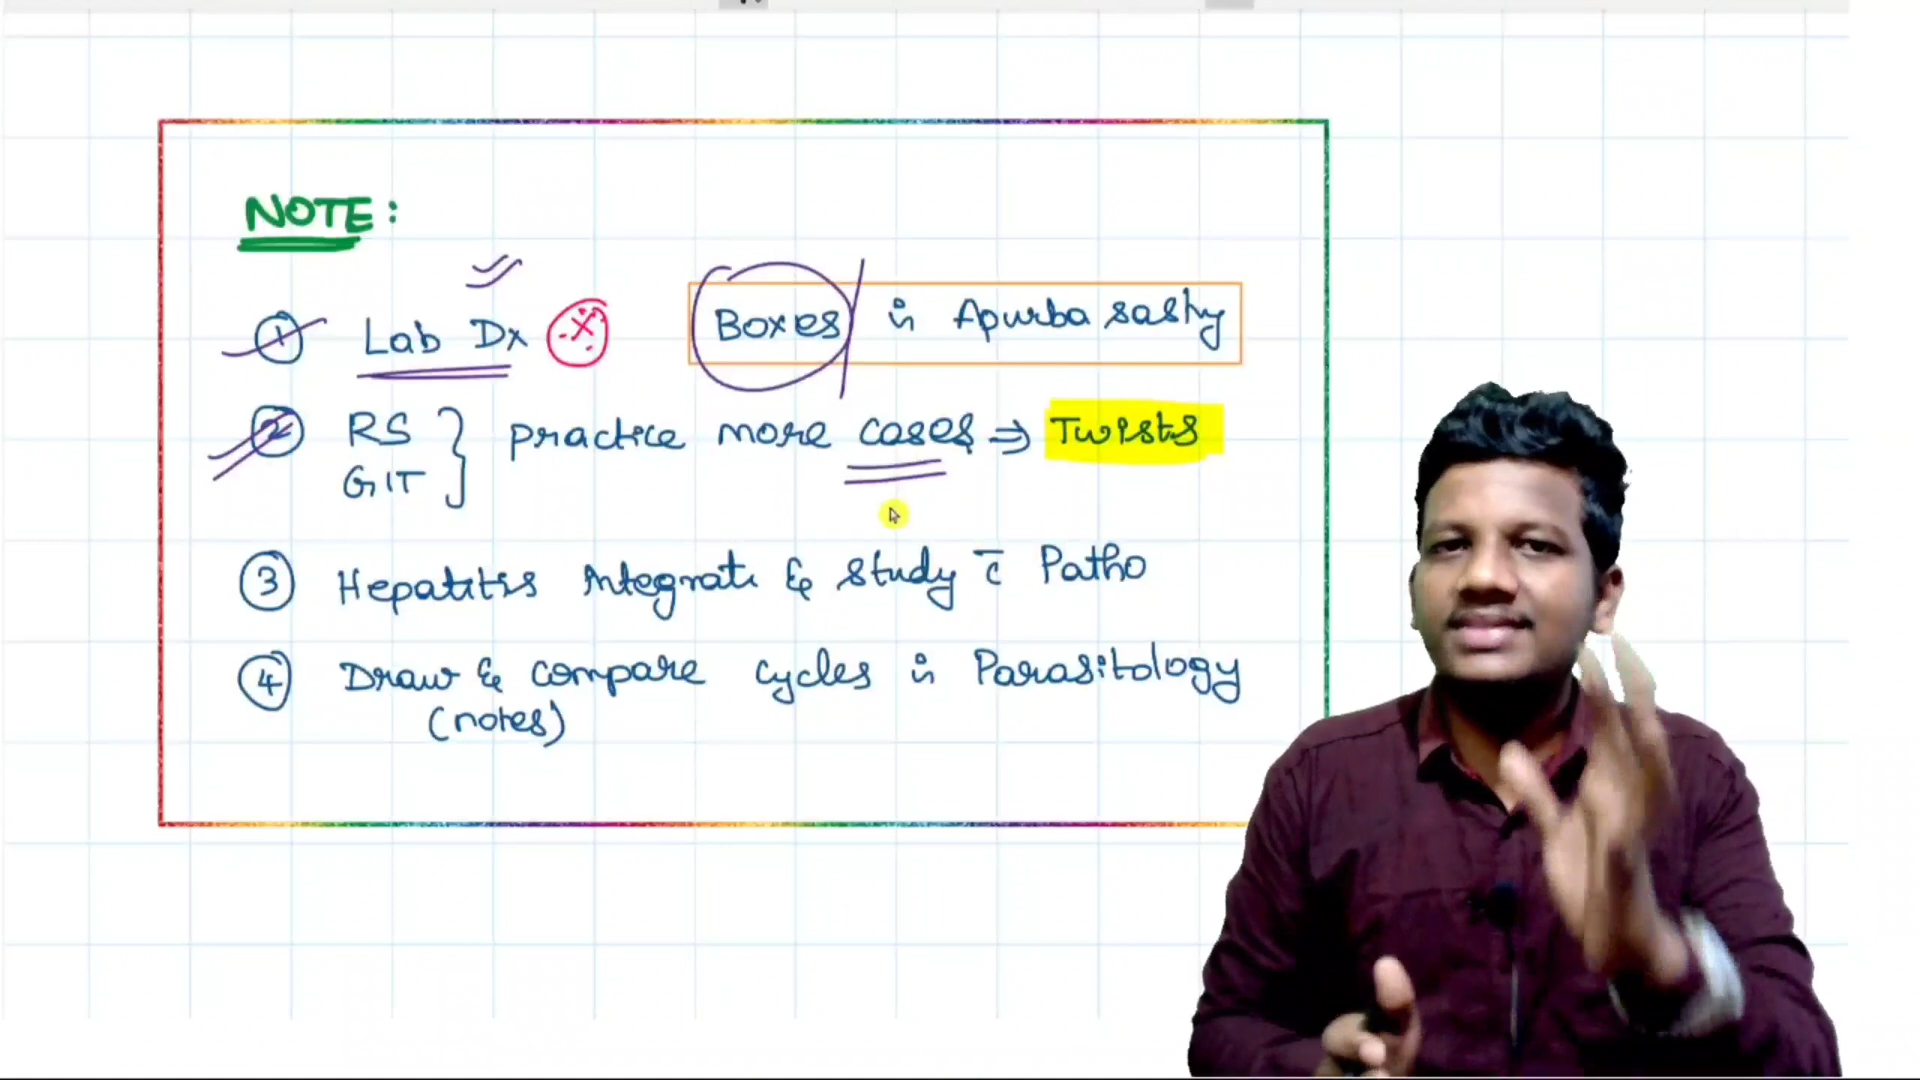 NOTE:
① Lab Dx Boxes in Apurba sastry
② RS GIT } practice more cases ⇒ Twists
③ Hepatitis Integrate & study c̄ Patho
④ Draw & compare cycles in Parasitology
(notes)